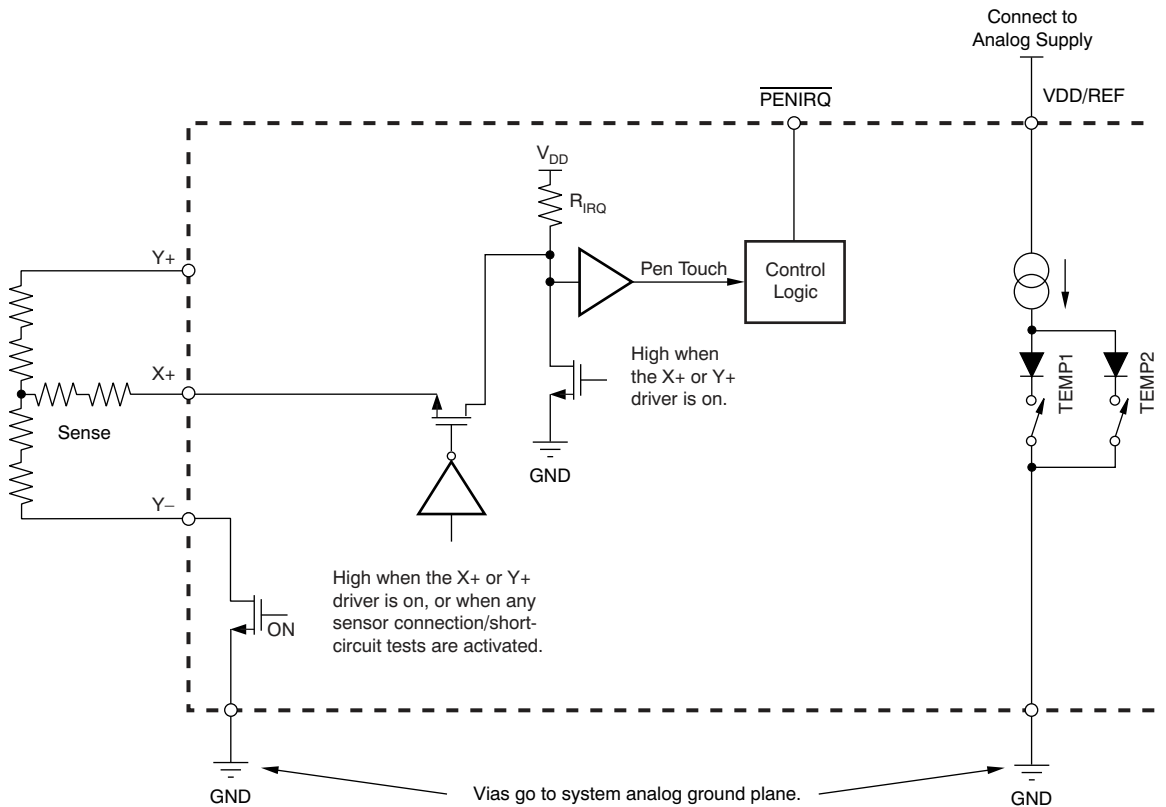 Connect to
Analog Supply
PENIRQ
VDD/REF
VDD
RIRQ
Y+
Pen Touch
Control
Logic
High when
the X+ or Y+
driver is on.
TEMP1
TEMP2
X+
Sense
GND
Y−
High when the X+ or Y+
driver is on, or when any
sensor connection/short-
circuit tests are activated.
ON
GND
Vias go to system analog ground plane.
GND